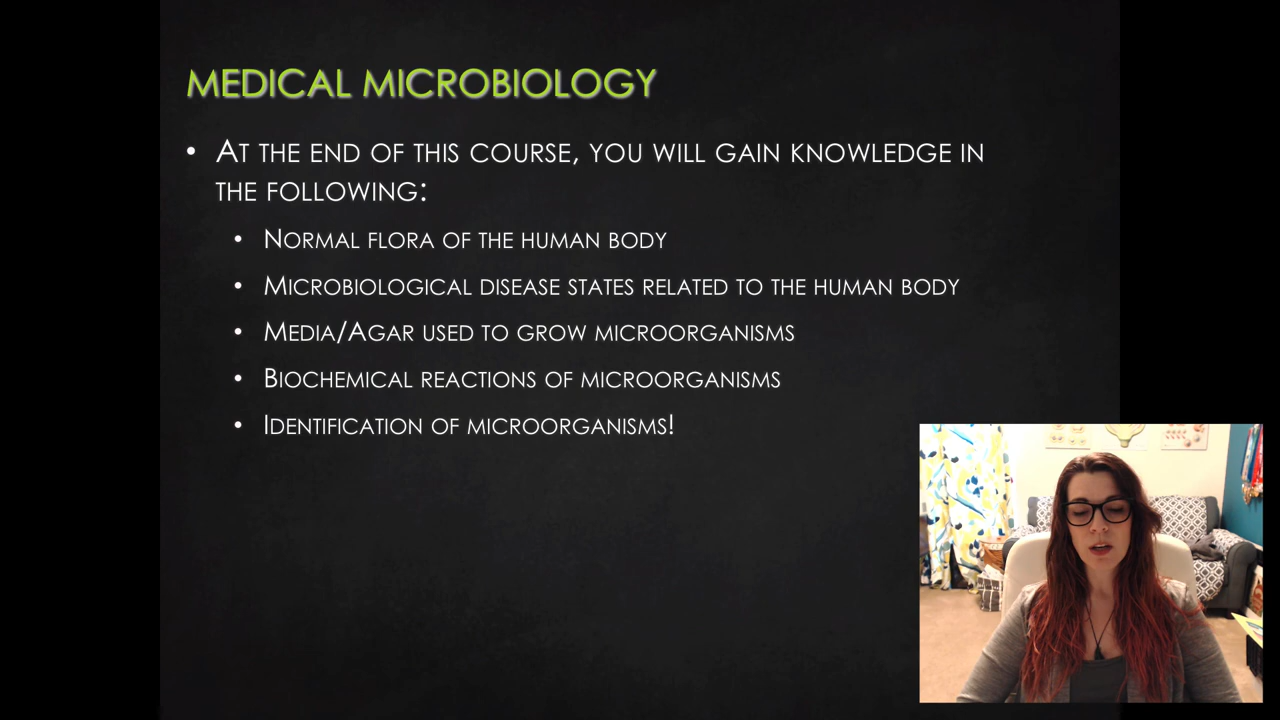 MEDICAL MICROBIOLOGY
• AT THE END OF THIS COURSE, YOU WILL GAIN KNOWLEDGE IN
THE FOLLOWING:
• NORMAL FLORA OF THE HUMAN BODY
• MICROBIOLOGICAL DISEASE STATES RELATED TO THE HUMAN BODY
• MEDIA/AGAR USED TO GROW MICROORGANISMS
• BIOCHEMICAL REACTIONS OF MICROORGANISMS
• IDENTIFICATION OF MICROORGANISMS!